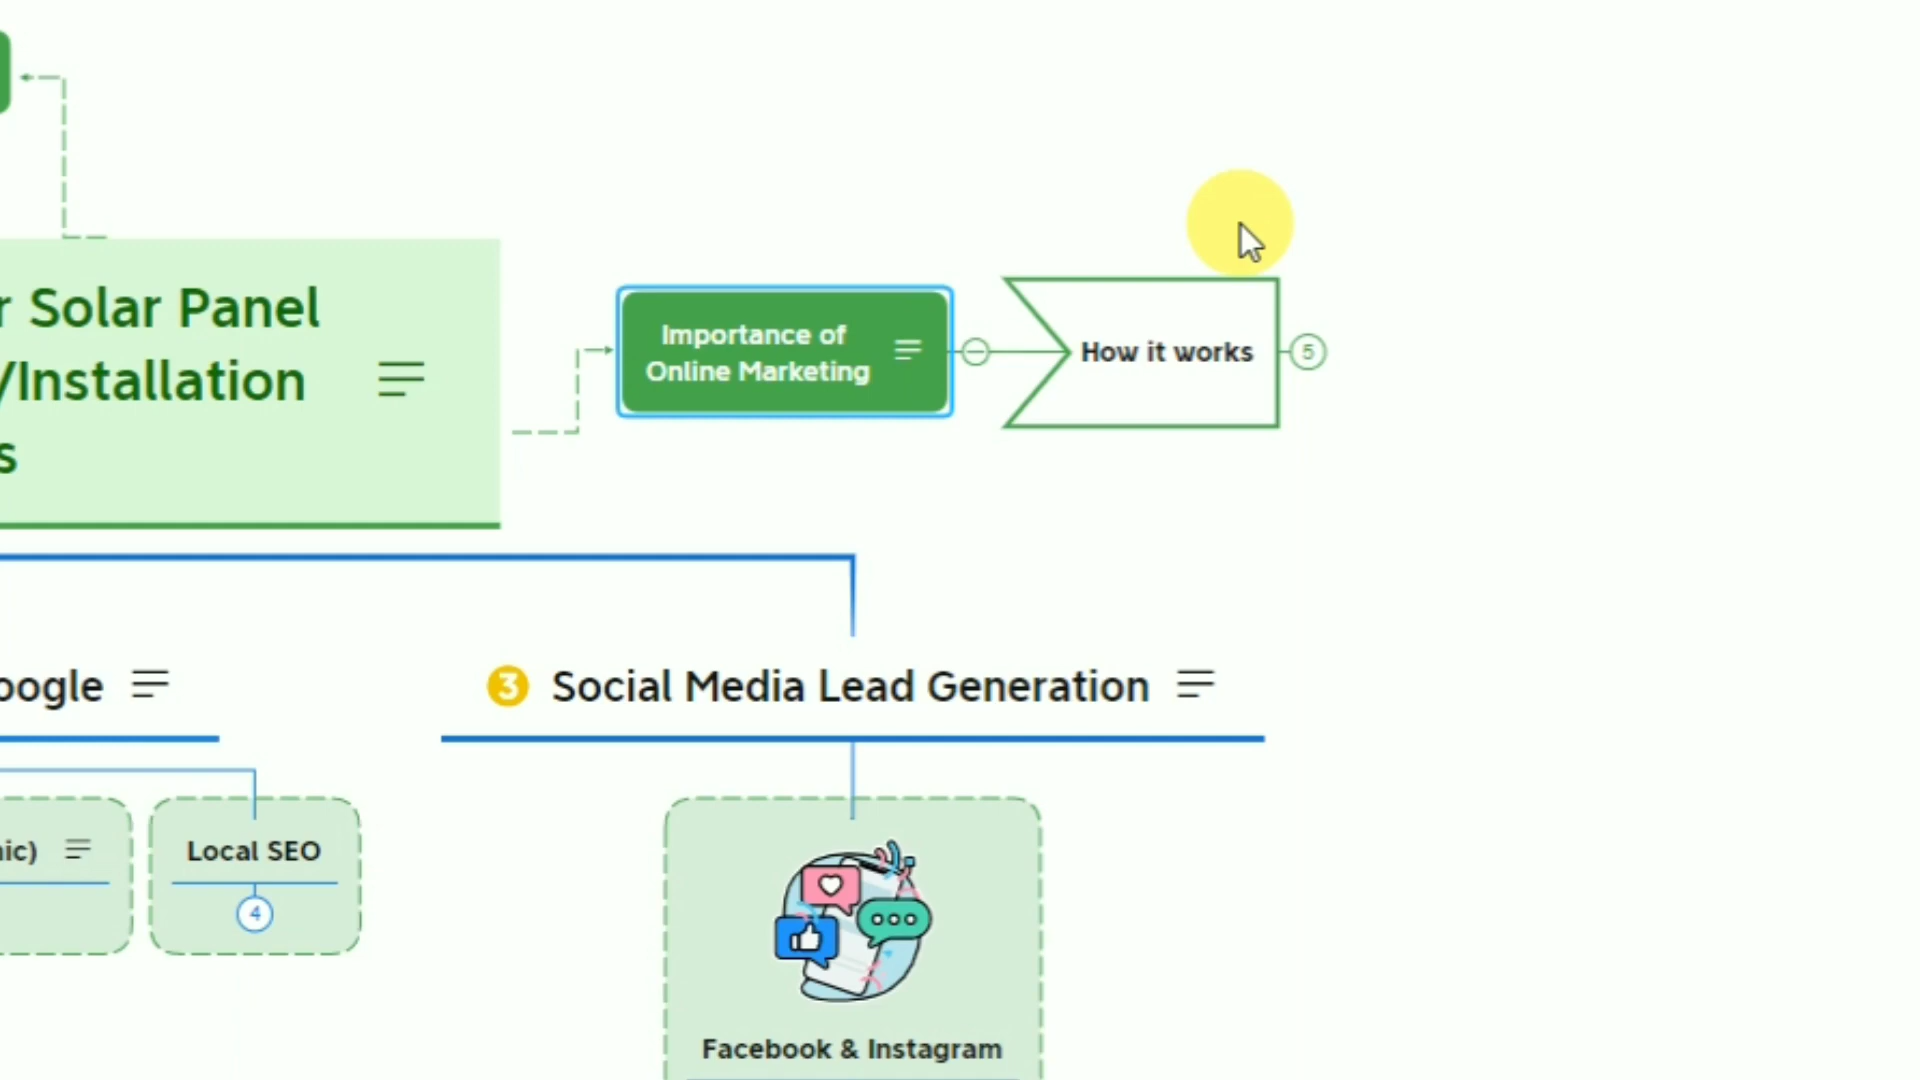 r Solar Panel
/Installation
s
Importance of
Online Marketing
How it works
5
oogle
3 Social Media Lead Generation
nic)
Local SEO
4
Facebook & Instagram